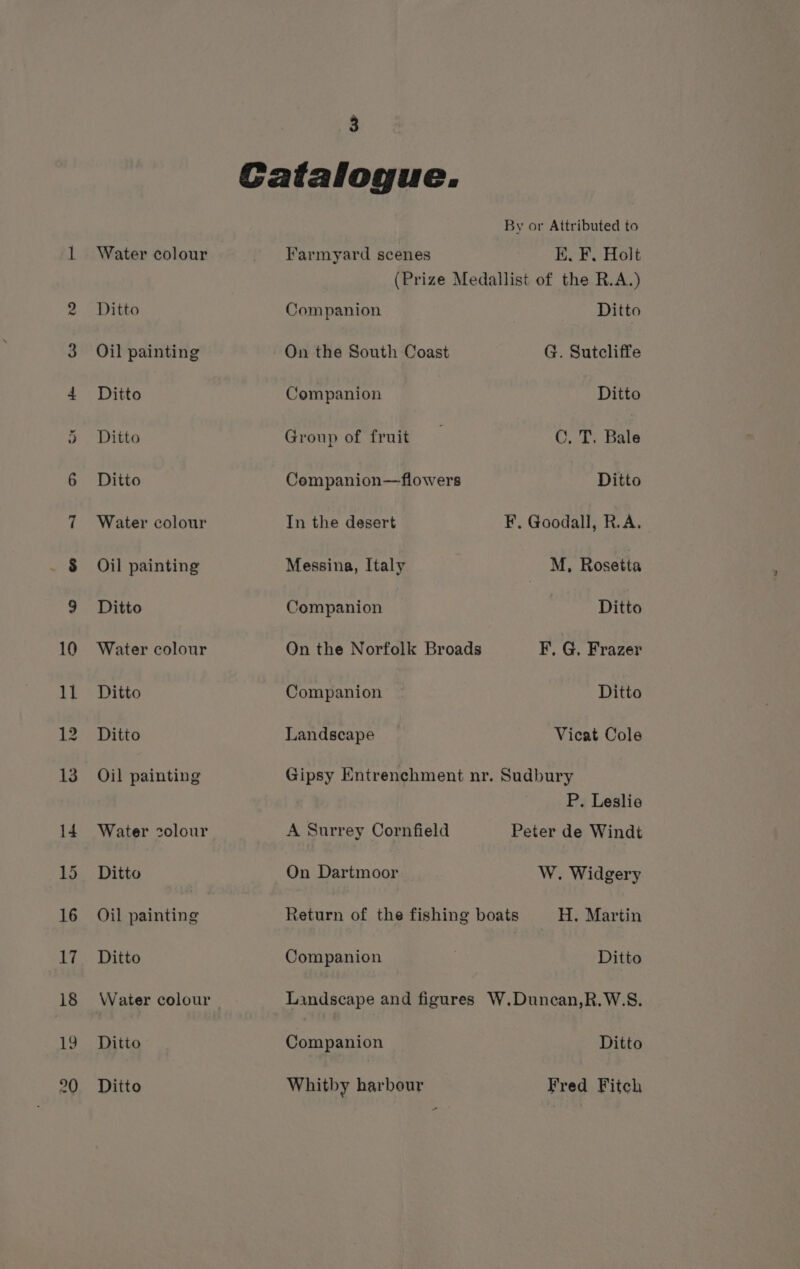 3
Catalogue.
By or Attributed to
1 Water colour Farmyard scenes E. F. Holt
(Prize Medallist of the R.A.)
2 Ditto Companion Ditto
3 Oil painting On the South Coast G. Sutcliffe
4 Ditto Companion Ditto
5 Ditto Group of fruit C. T. Bale
6 Ditto Companion—flowers Ditto
7 Water colour In the desert F. Goodall, R.A.
8 Oil painting Messina, Italy M. Rosetta
9 Ditto Companion Ditto
10 Water colour On the Norfolk Broads F. G. Frazer
11 Ditto Companion Ditto
12 Ditto Landscape Vicat Cole
13 Oil painting Gipsy Entrenchment nr. Sudbury
P. Leslie
14 Water colour A Surrey Cornfield Peter de Windt
15 Ditto On Dartmoor W. Widgery
16 Oil painting Return of the fishing boats H. Martin
17 Ditto Companion Ditto
18 Water colour Landscape and figures W.Duncan,R.W.S.
19 Ditto Companion Ditto
20 Ditto Whitby harbour Fred Fitch